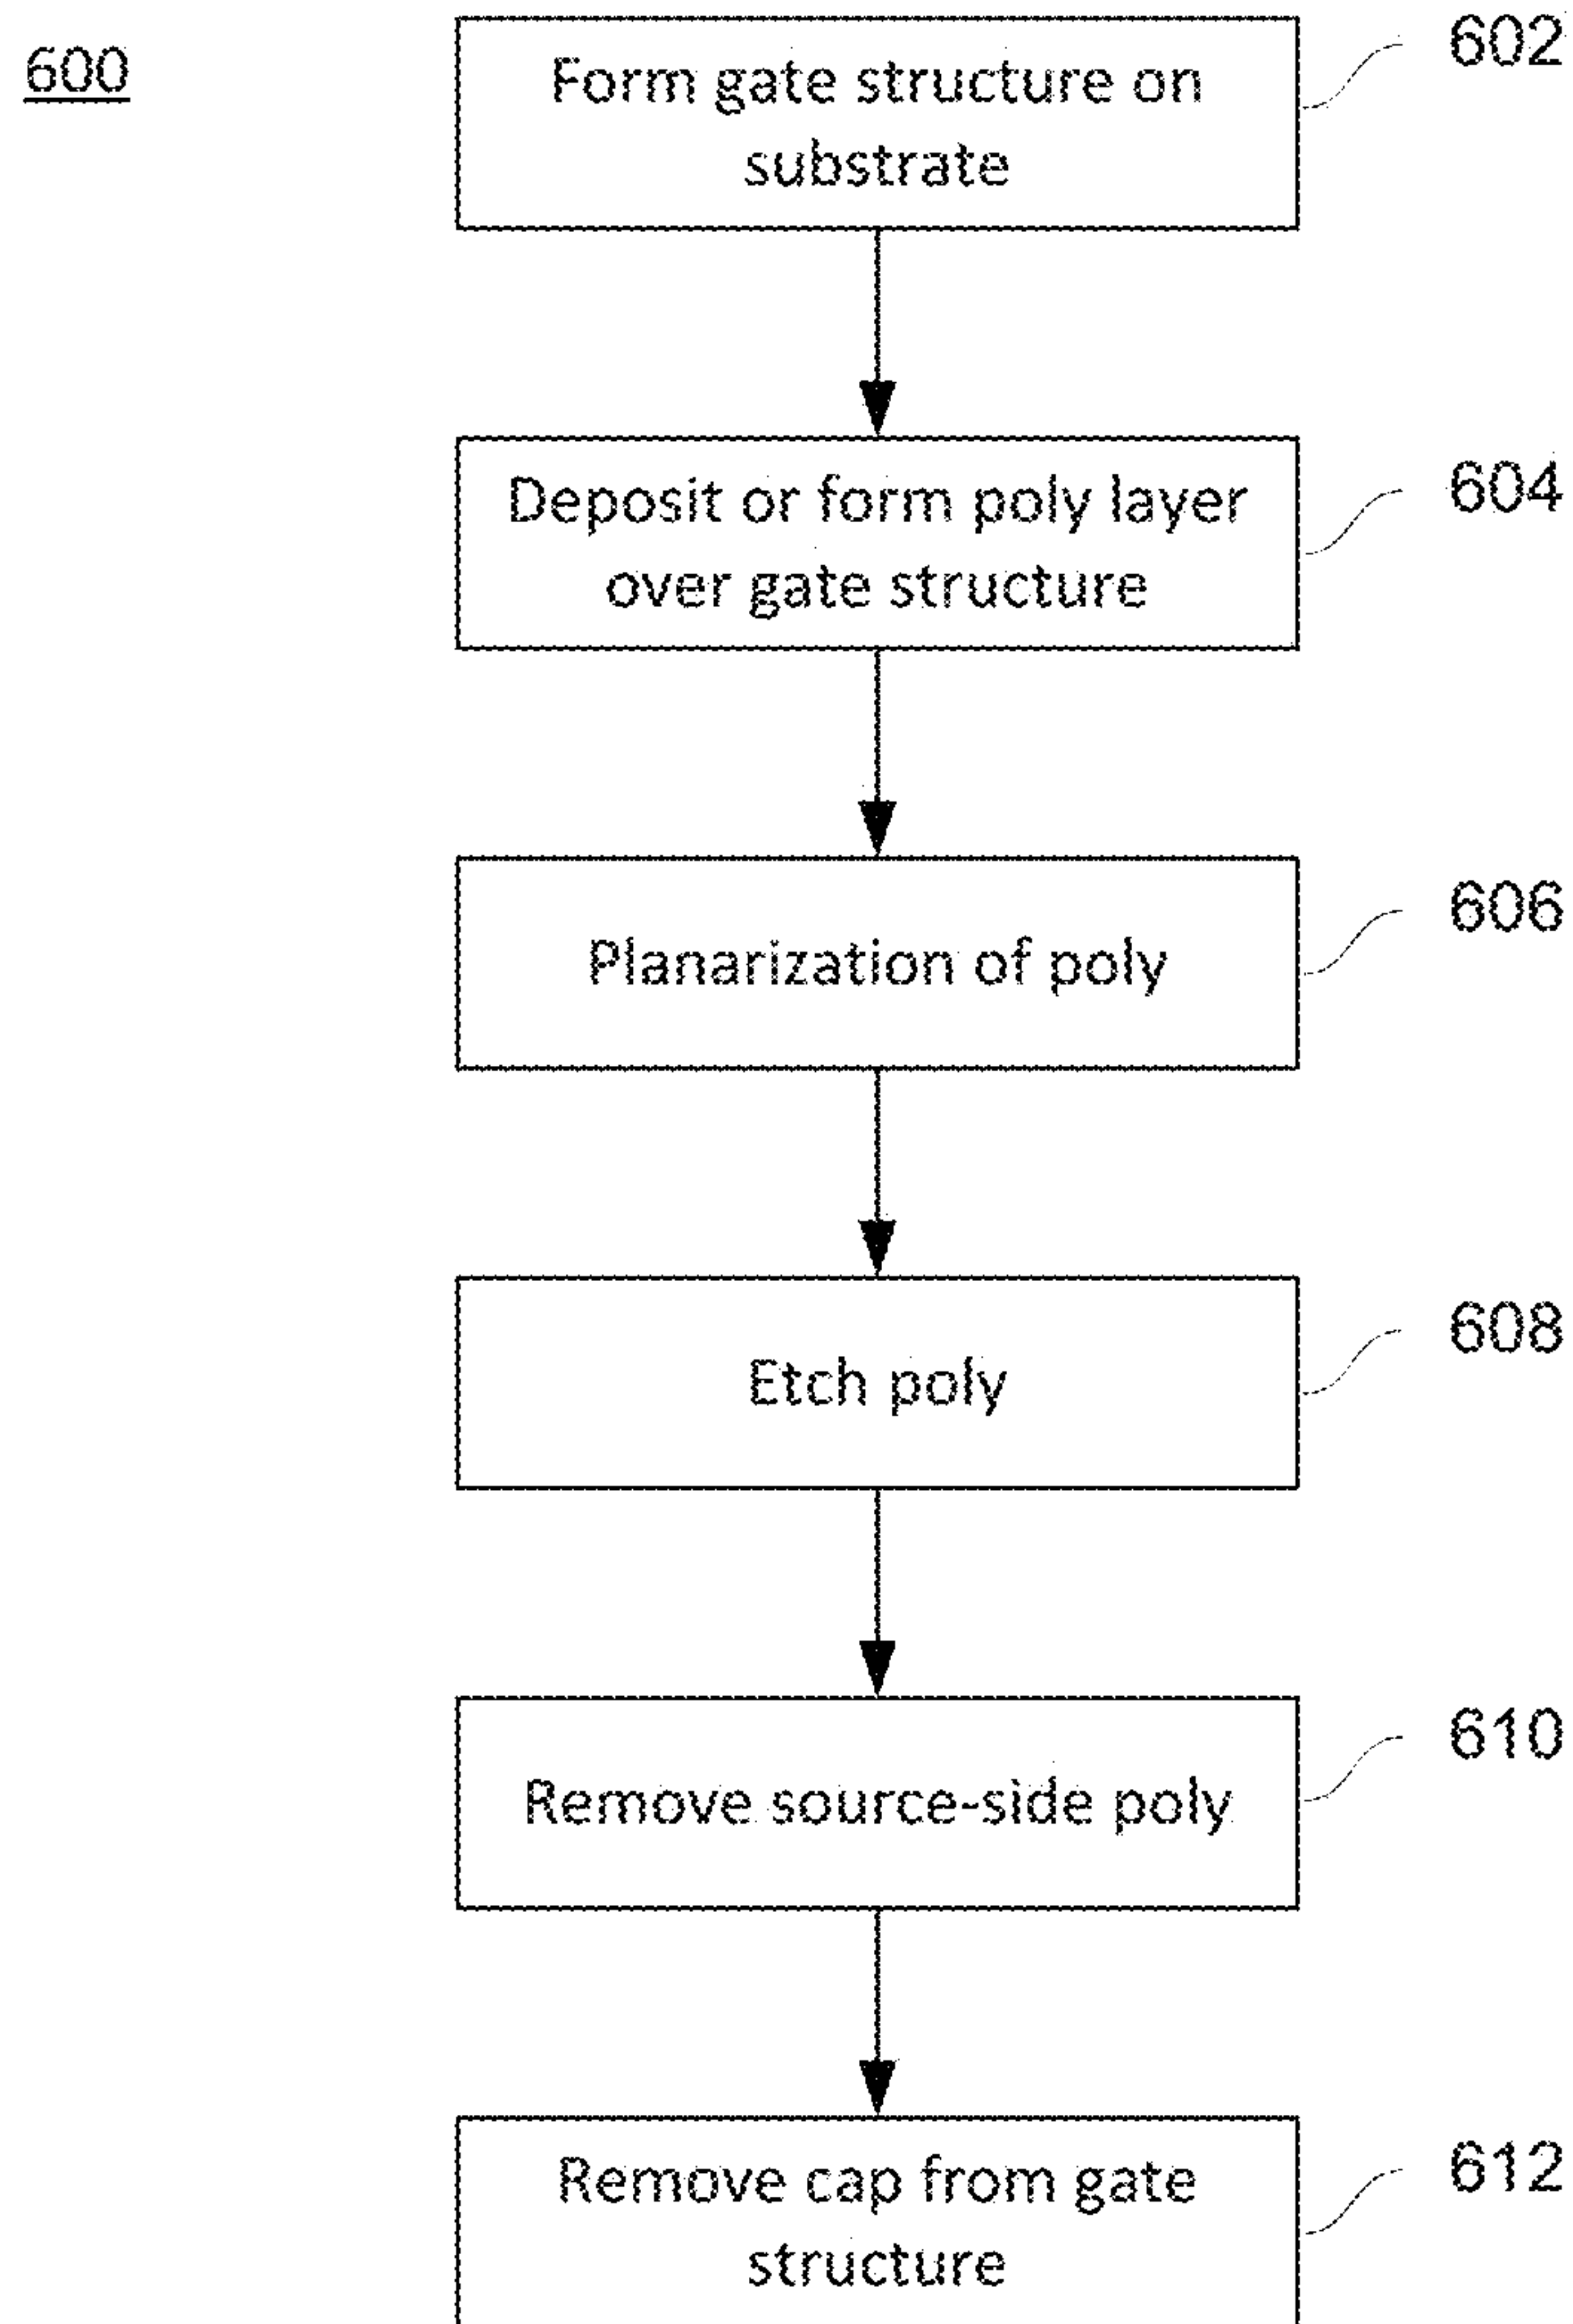 600
Form gate structure on
substrate
602
Deposit or form poly layer
over gate structure
604
Planarization of poly
606
Etch poly
608
Remove source-side poly
610
Remove cap from gate
structure
612